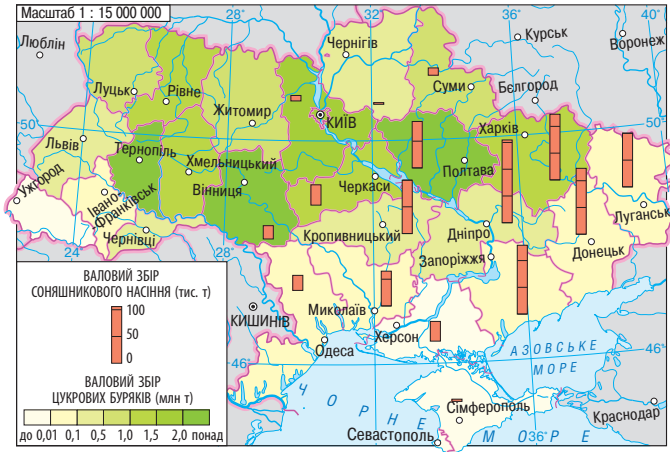 Масштаб 1 : 15 000 000
28
32
36
40
Люблін
Чернігів
Курськ
Воронеж
Луцьк
Рівне
Суми
Бєлгород
50
Житомир
КИЇВ
Харків
50
Львів
Тернопіль
Хмельницький
Полтава
Ужгород
Вінниця
Черкаси
Івано-
-Франківськ
Луганськ
Чернівці
Кропивницький
Дніпро
Донецьк
24
28
Запоріжжя
ВАЛОВИЙ ЗБІР
СОНЯШНИКОВОГО НАСІННЯ (тис. т)
100
50
0
КИШИНІВ
Миколаїв
Херсон
Одеса
46
АЗОВСЬКЕ
МОРЕ
46
ВАЛОВИЙ ЗБІР
ЦУКРОВИХ БУРЯКІВ (млн т)
до 0,01 0,1 0,5 1,0 1,5 2,0 понад
Сімферополь
Краснодар
Севастополь
36°
ЧОРНЕ МОРЕ